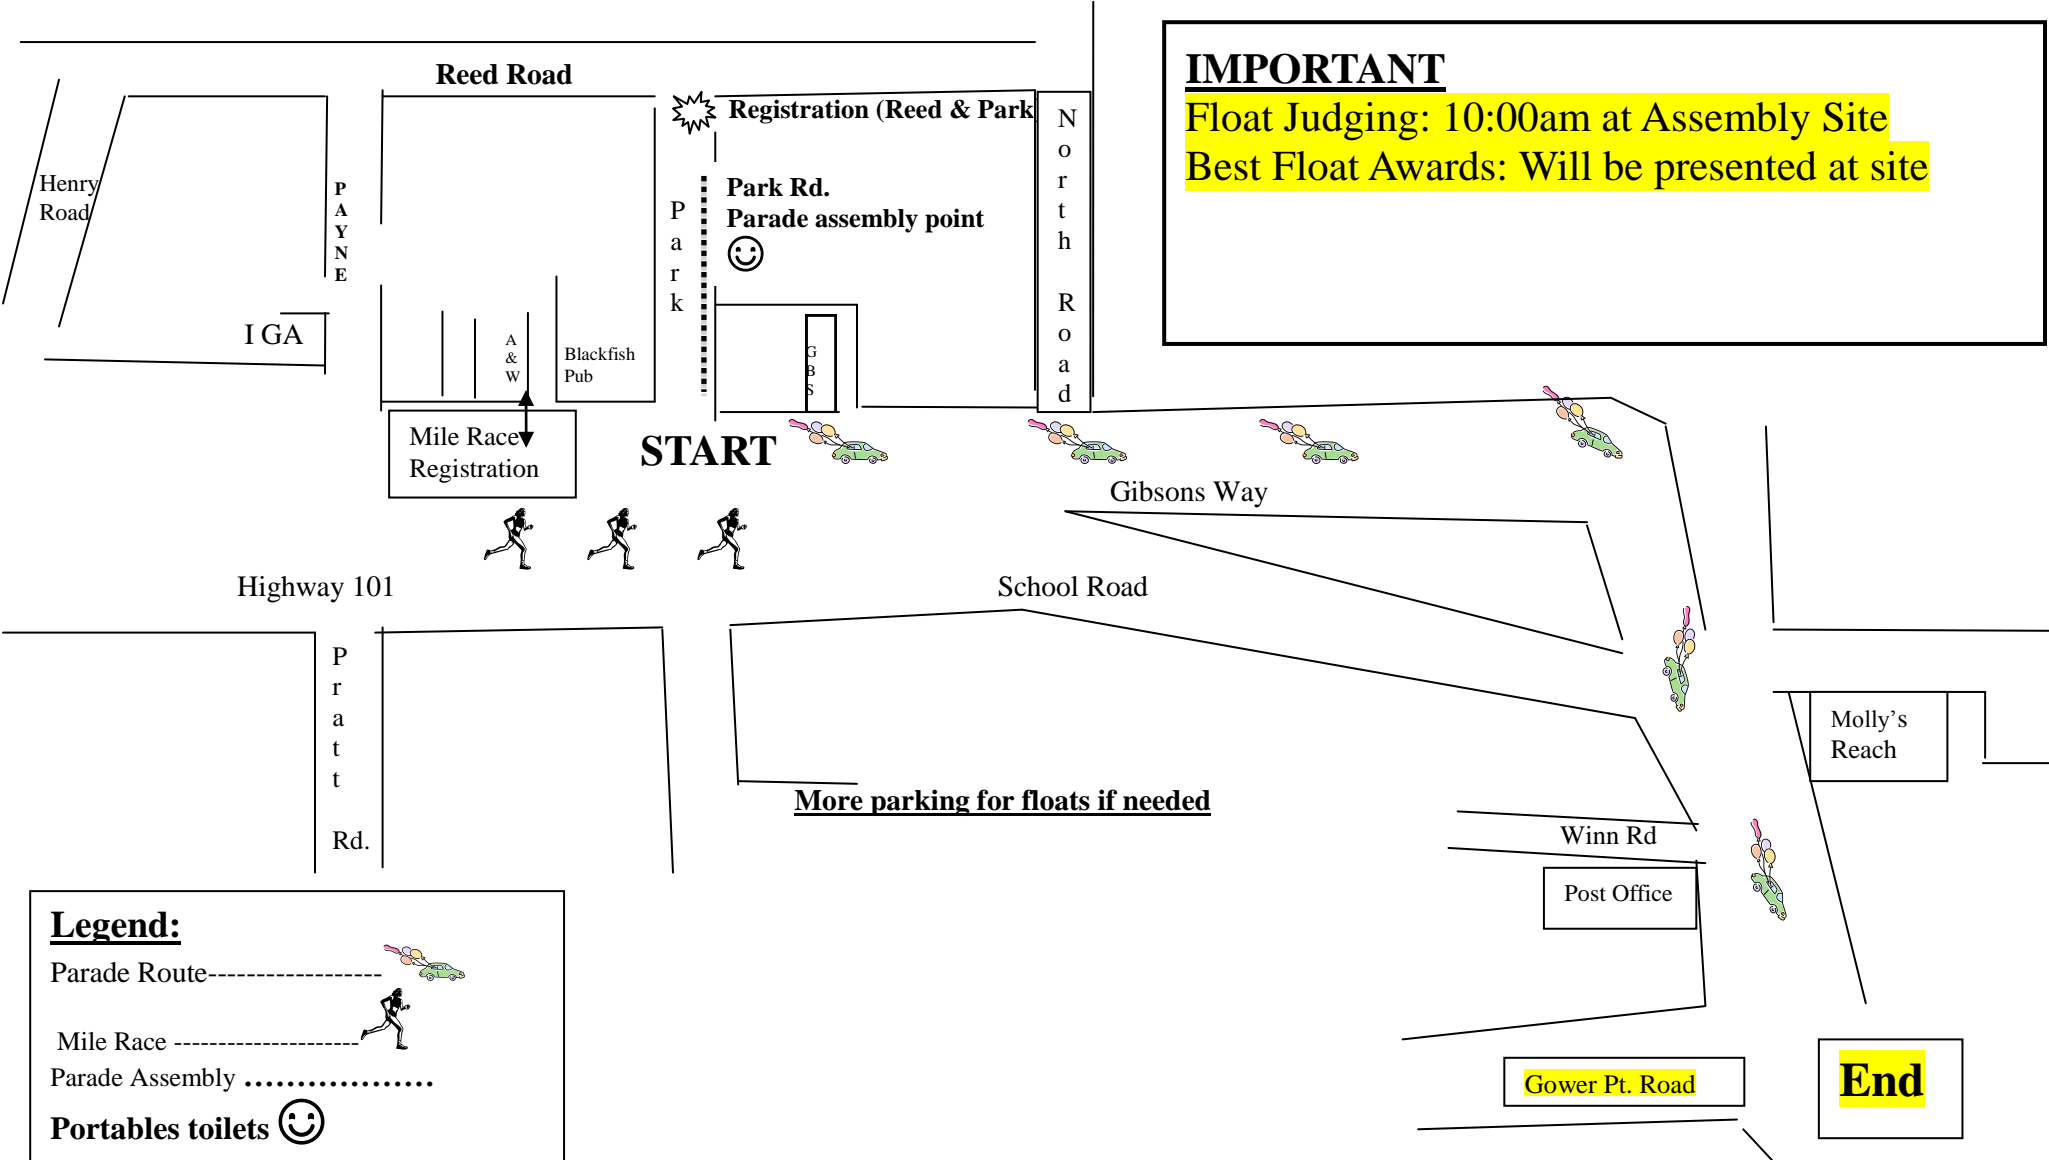 Reed Road
Registration (Reed & Park
IMPORTANT
Float Judging: 10:00am at Assembly Site
Best Float Awards: Will be presented at site
North Road
Henry
Road
PAYNE
Park
Park Rd.
Parade assembly point
I GA
A
&
W
Blackfish
Pub
GBS
Mile Race
Registration
START
Gibsons Way
Highway 101
School Road
Pratt
Rd.
Molly's
Reach
More parking for floats if needed
Winn Rd
Post Office
Legend:
Parade Route------------------
Mile Race ---------------------
Parade Assembly ..................
Portables toilets
Gower Pt. Road
End